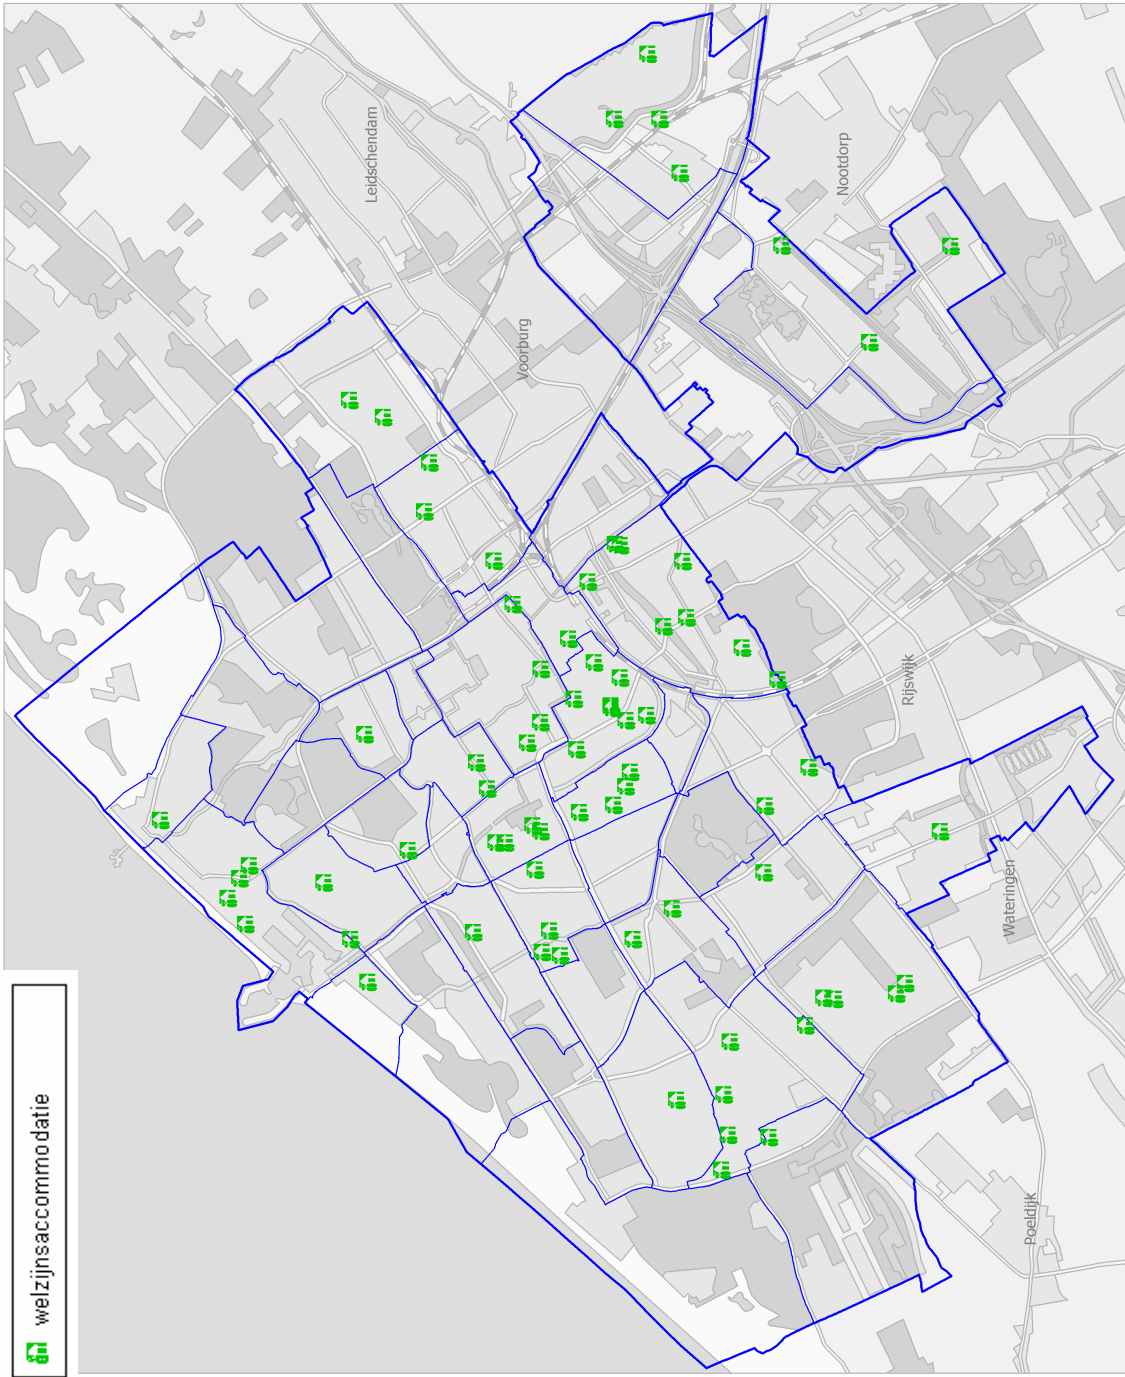 Leidschendam
Nootdorp
Voorburg
Rijswijk
Wateringen
Poeldijk
welzijnsaccommodatie